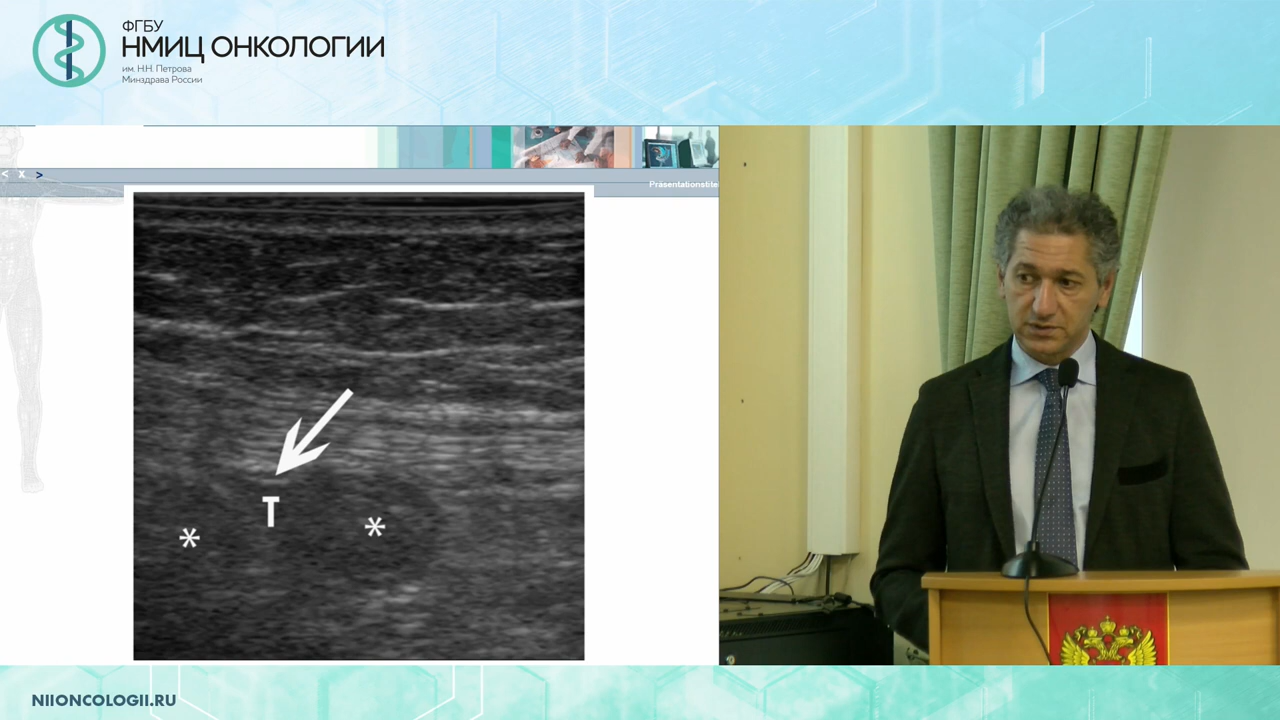 ФГБУ
НМИЦ ОНКОЛОГИИ
им. Н.Н. Петрова
Минздрава России
< x >
Präsentationstite
* T *
NIIONCOLOGII.RU